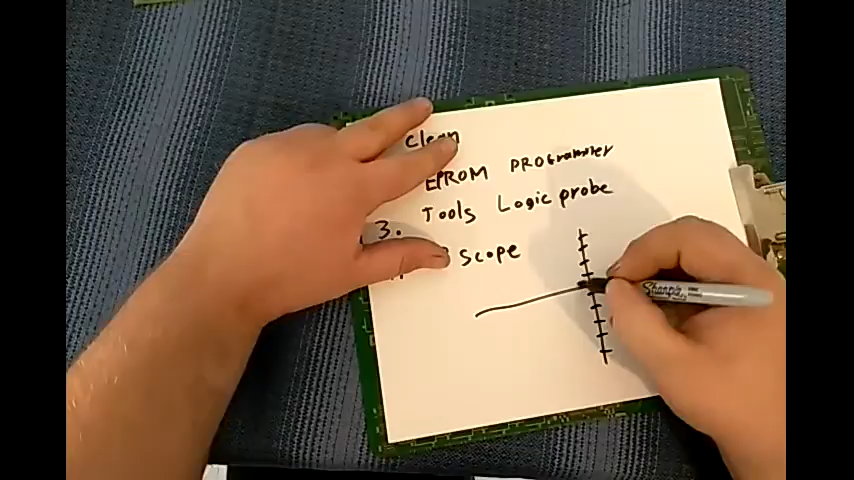 Clean
EPROM PROGrammer
3. Tools Logic probe
Scope
Sharpie